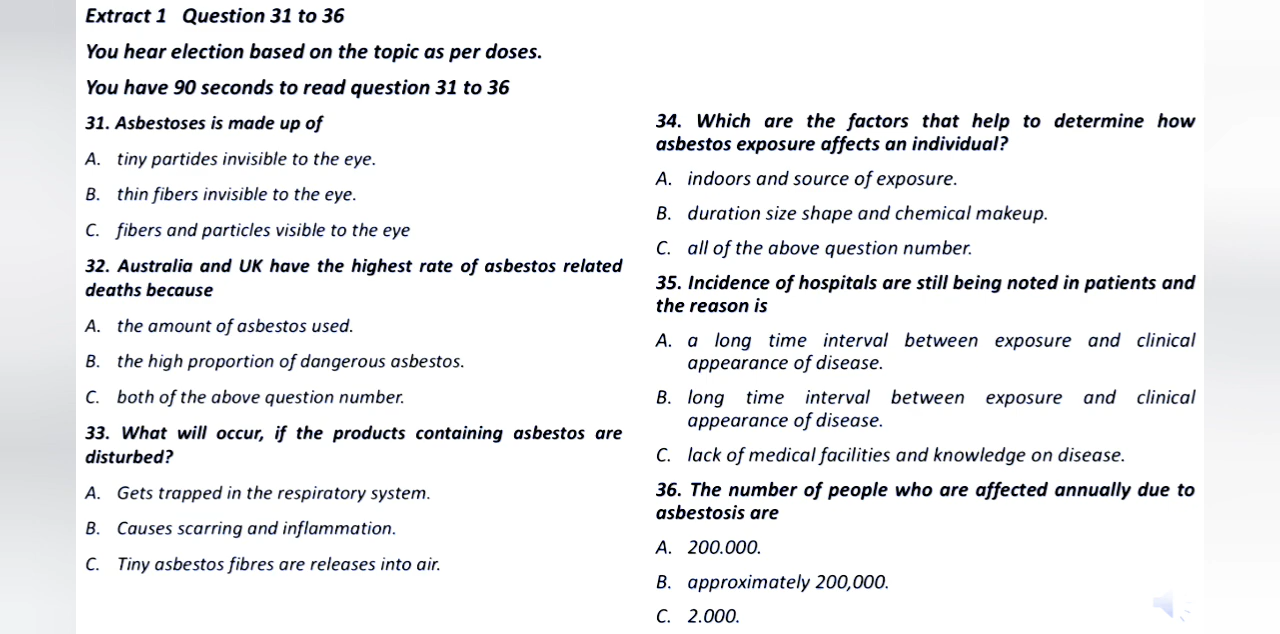 Extract 1 Question 31 to 36
You hear election based on the topic as per doses.
You have 90 seconds to read question 31 to 36
31. Asbestoses is made up of
A. tiny partides invisible to the eye.
B. thin fibers invisible to the eye.
C. fibers and particles visible to the eye
32. Australia and UK have the highest rate of asbestos related
deaths because
A. the amount of asbestos used.
B. the high proportion of dangerous asbestos.
C. both of the above question number.
33. What will occur, if the products containing asbestos are
disturbed?
A. Gets trapped in the respiratory system.
B. Causes scarring and inflammation.
C. Tiny asbestos fibres are releases into air.
34. Which are the factors that help to determine how
asbestos exposure affects an individual?
A. indoors and source of exposure.
B. duration size shape and chemical makeup.
C. all of the above question number.
35. Incidence of hospitals are still being noted in patients and
the reason is
A. a long time interval between exposure and clinical
appearance of disease.
B. long time interval between exposure and clinical
appearance of disease.
C. lack of medical facilities and knowledge on disease.
36. The number of people who are affected annually due to
asbestosis are
A. 200.000.
B. approximately 200,000.
C. 2.000.